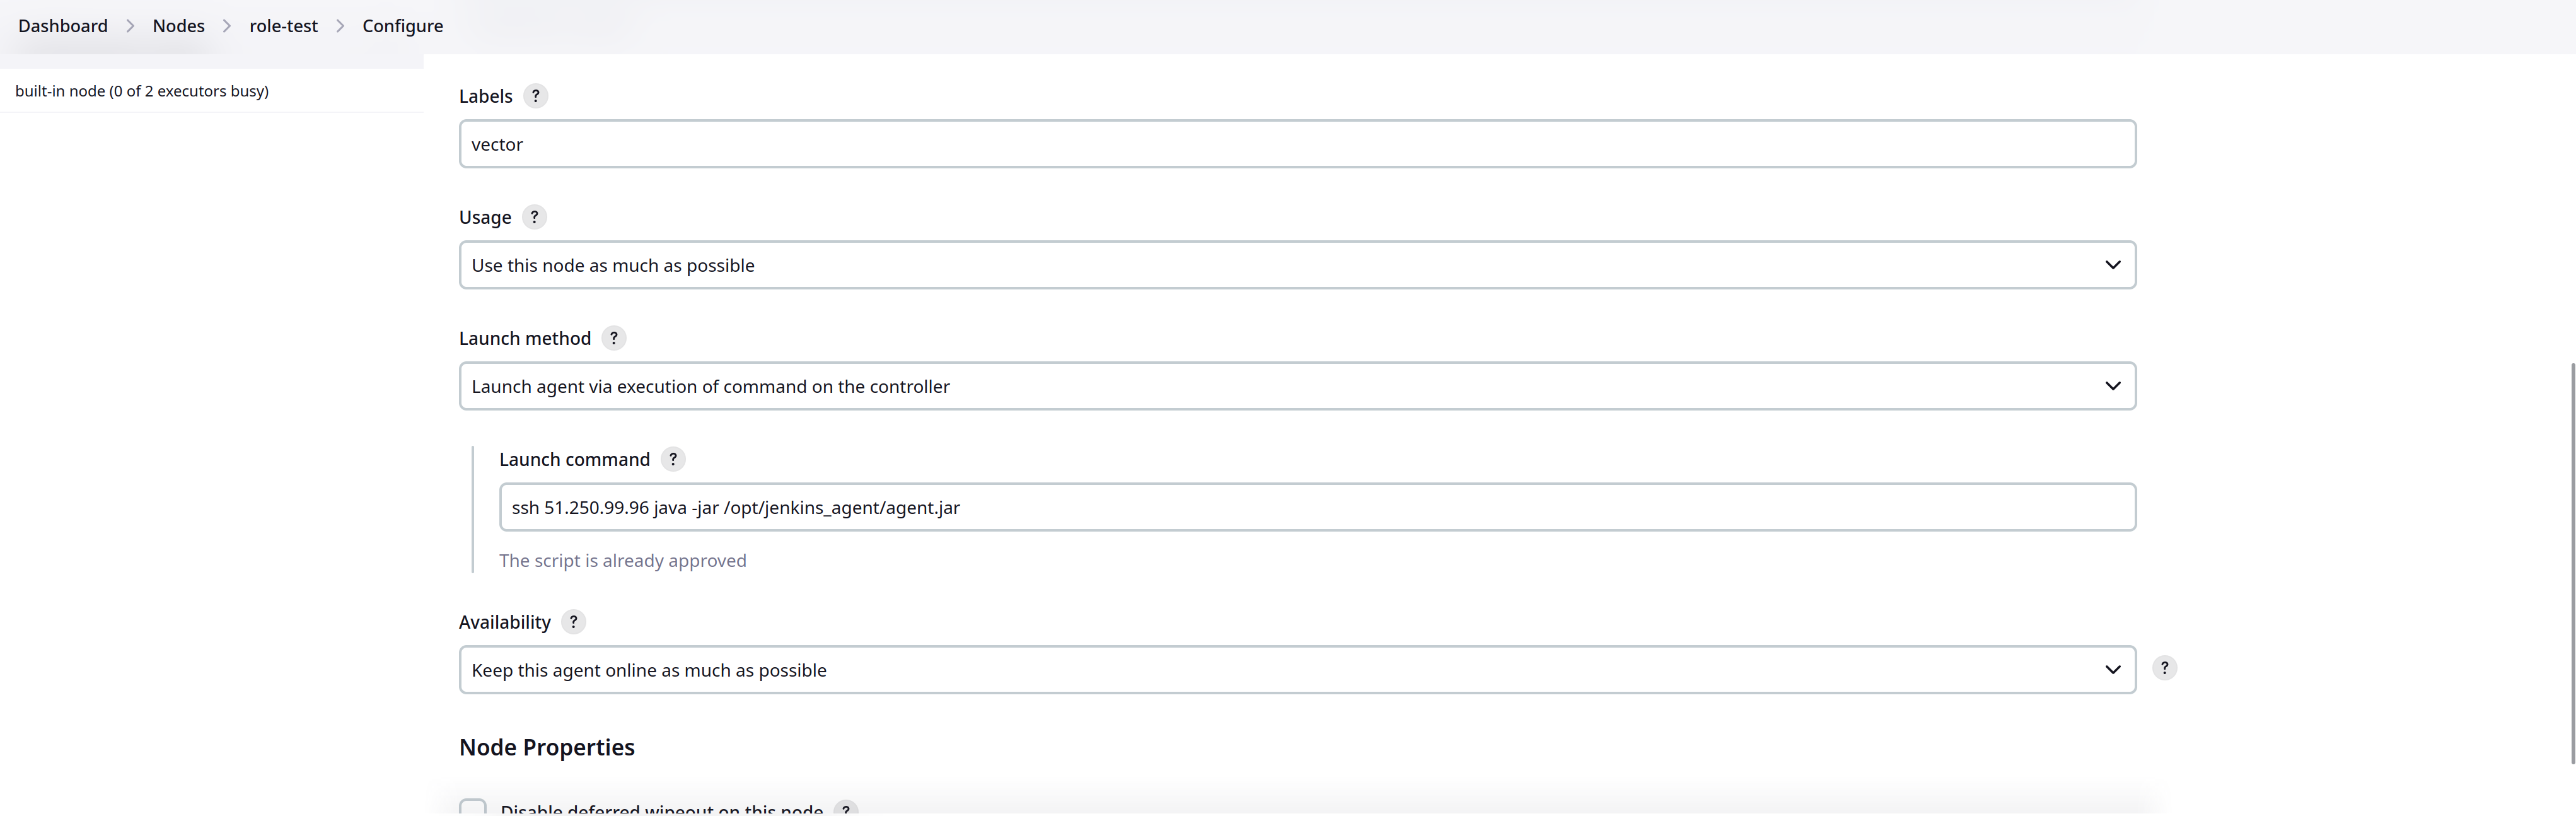 Dashboard > Nodes > role-test > Configure
built-in node (0 of 2 executors busy)
Labels ?
vector
Usage ?
Use this node as much as possible
Launch method ?
Launch agent via execution of command on the controller
Launch command ?
ssh 51.250.99.96 java -jar /opt/jenkins_agent/agent.jar
The script is already approved
Availability ?
Keep this agent online as much as possible
?
Node Properties
Disable deferred wipeout on this node ?